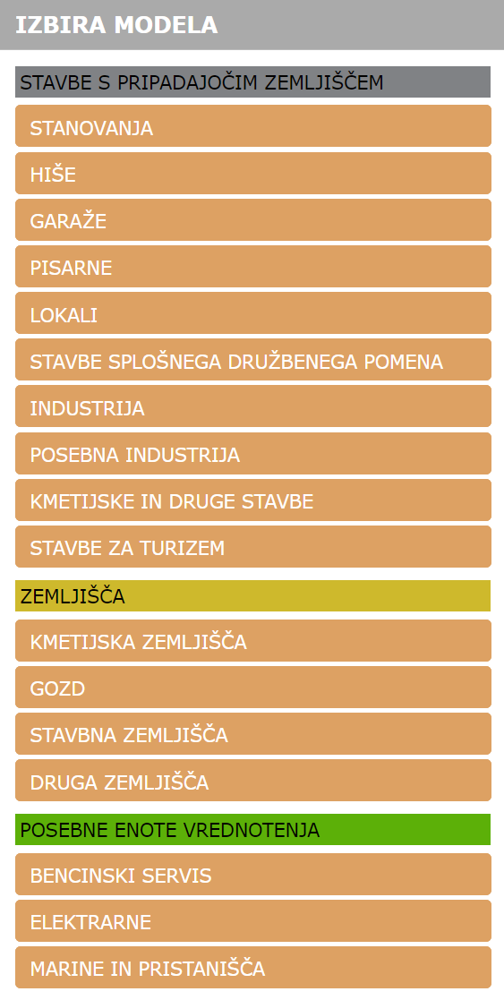 IZBIRA MODELA
STAVBE S PRIPADAJOČIM ZEMLJIŠČEM
STANOVANJA
HIŠE
GARAŽE
PISARNE
LOKALI
STAVBE SPLOŠNEGA DRUŽBENEGA POMENA
INDUSTRIJA
POSEBNA INDUSTRIJA
KMETIJSKE IN DRUGE STAVBE
STAVBE ZA TURIZEM
ZEMLJIŠČA
KMETIJSKA ZEMLJIŠČA
GOZD
STAVBNA ZEMLJIŠČA
DRUGA ZEMLJIŠČA
POSEBNE ENOTE VREDNOTENJA
BENCINSKI SERVIS
ELEKTRARNE
MARINE IN PRISTANIŠČA